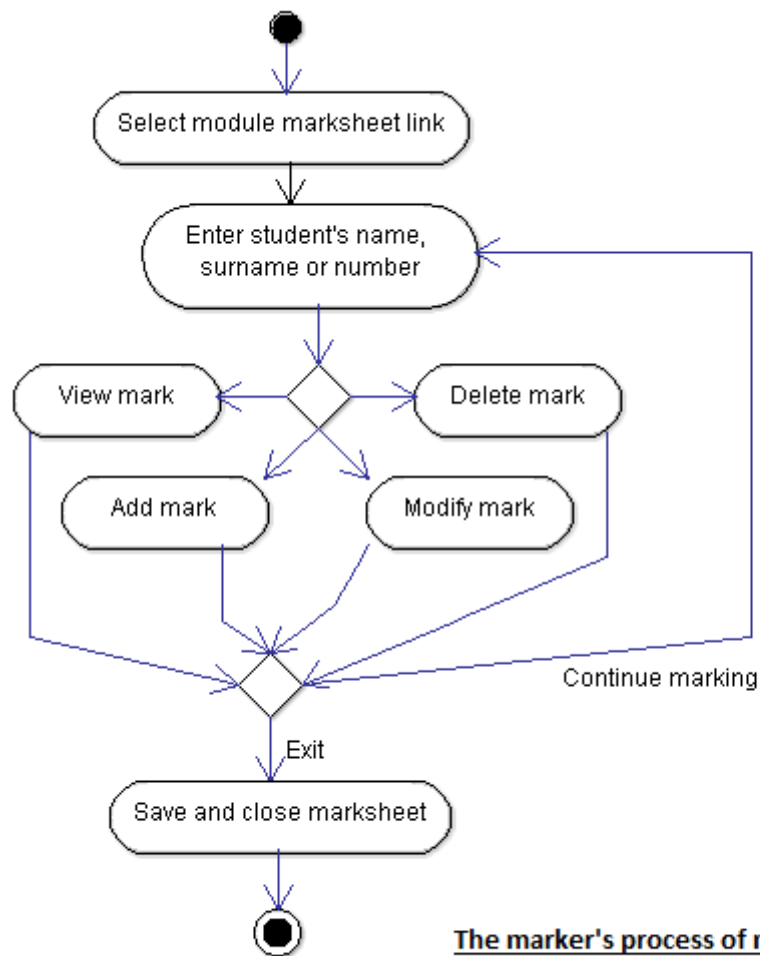 Select module marksheet link
Enter student's name,
surname or number
View mark
Delete mark
Add mark
Modify mark
Continue marking
Exit
Save and close marksheet
The marker's process of